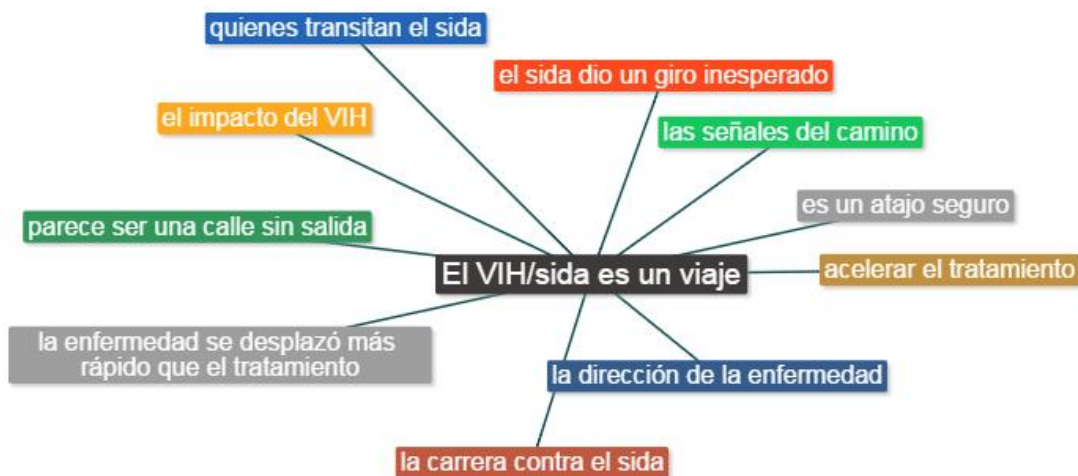 quienes transitan el sida
el sida dio un giro inesperado
el impacto del VIH
las señales del camino
es un atajo seguro
parece ser una calle sin salida
El VIH/sida es un viaje
acelerar el tratamiento
la enfermedad se desplazó más
rápido que el tratamiento
la dirección de la enfermedad
la carrera contra el sida